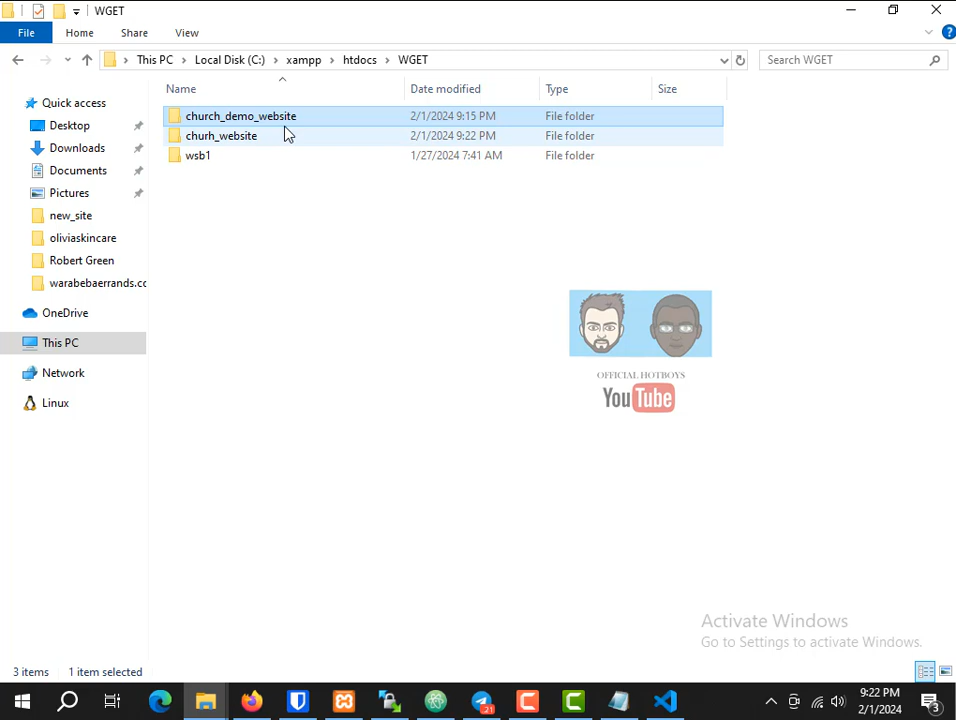 WGET
File Home Share View
This PC Local Disk (C:) xampp htdocs WGET Search WGET
Name Date modified Type Size
Quick access
Desktop
Downloads
Documents
Pictures
new_site
oliviaskincare
Robert Green
warabebaerrands.cc
OneDrive
This PC
Network
Linux
church_demo_website 2/1/2024 9:15 PM File folder
churh_website 2/1/2024 9:22 PM File folder
wsb1 1/27/2024 7:41 AM File folder
OFFICIAL HOTBOYS
YouTube
Activate Windows
Go to Settings to activate Windows.
3 items 1 item selected
21
9:22 PM
2/1/2024
3